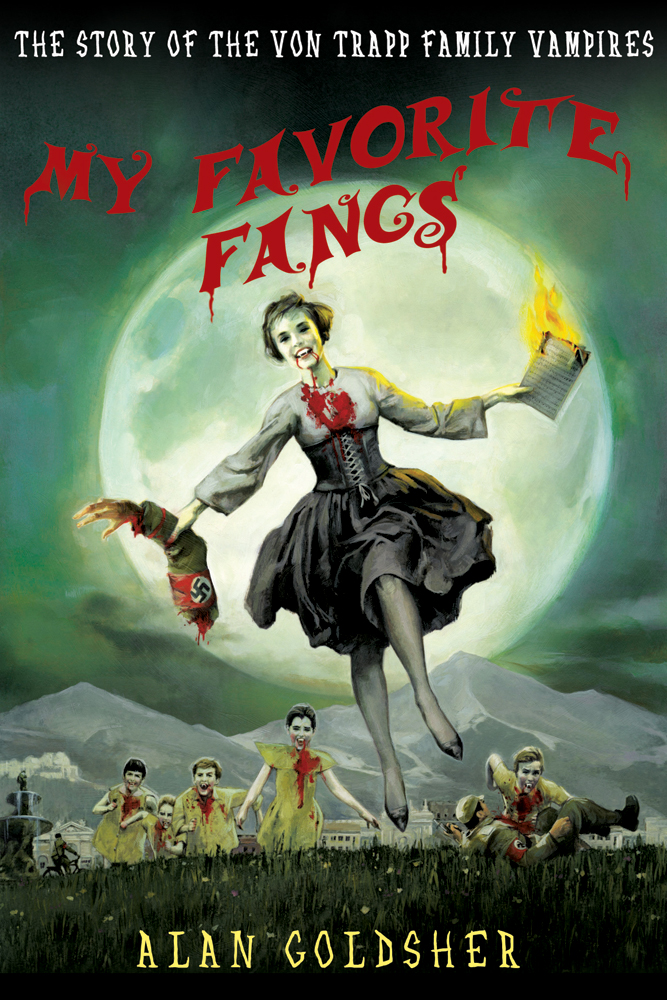 THE STORY OF THE VON TRAPP FAMILY VAMPIRES
MY FAVORITE
FANGS
ALAN GOLDSHER